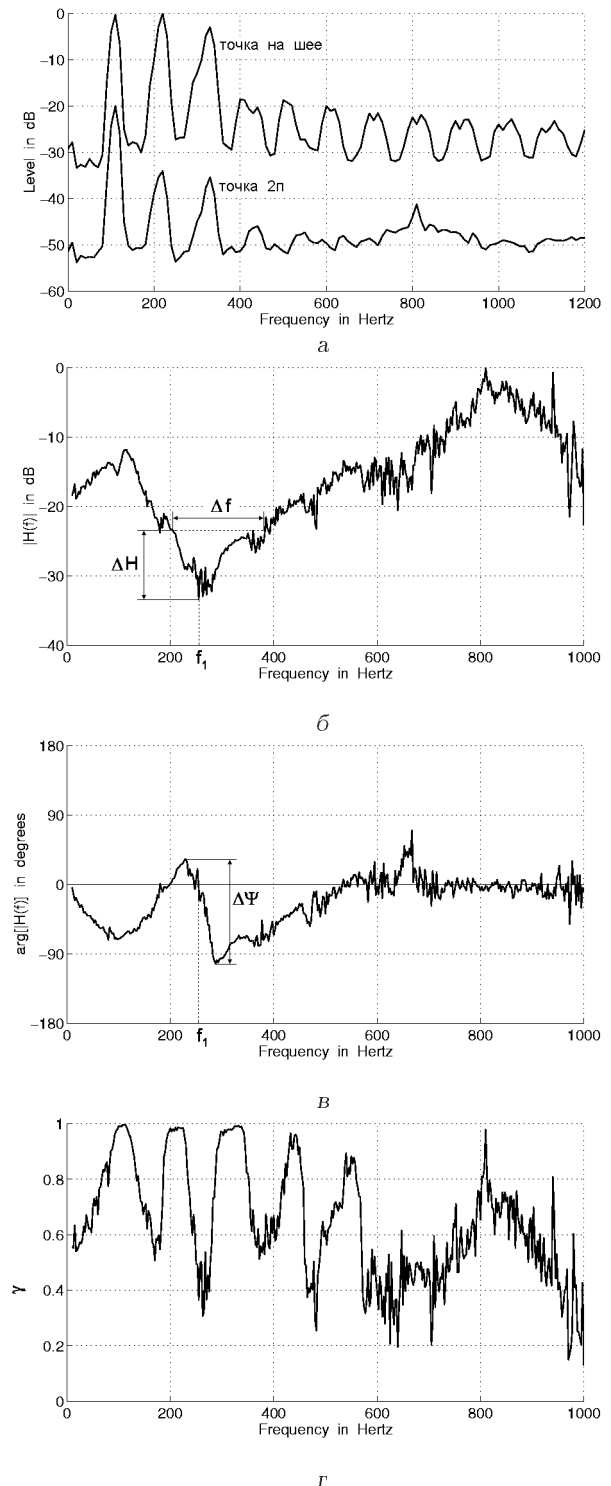 0
−10
−20
−30
−40
−50
−60
Level in dB
точка на шее
точка 2п
0 200 400 600 800 1000 1200
Frequency in Hertz
а
0
−10
−20
−30
−40
|H(f)| in dB
Δf
ΔH
f1
0 200 400 600 800 1000
Frequency in Hertz
б
180
90
0
−90
−180
arg[|H(f)] in degrees
ΔΨ
f1
0 200 400 600 800 1000
Frequency in Hertz
в
1
0.8
0.6
0.4
0.2
0
γ
0 200 400 600 800 1000
Frequency in Hertz
г